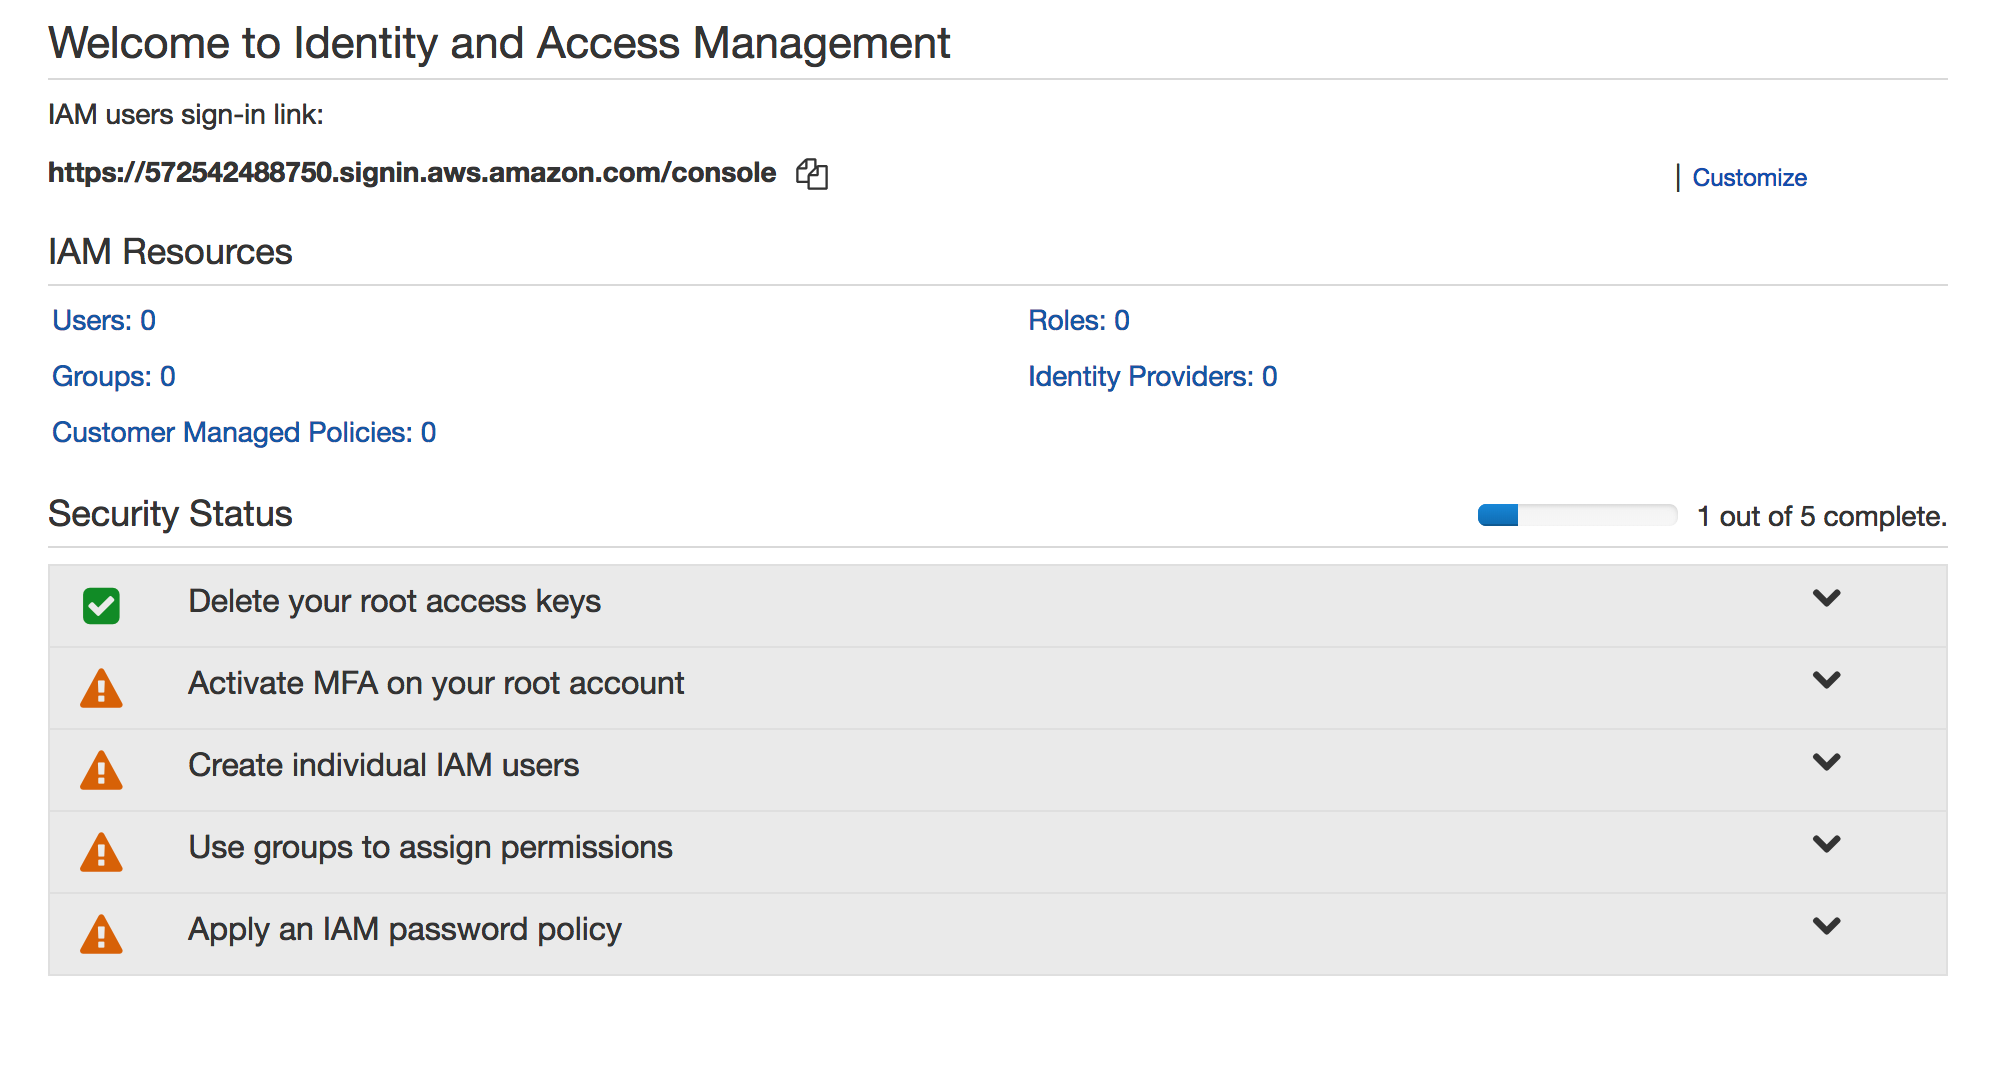 Welcome to Identity and Access Management
IAM users sign-in link:
https://572542488750.signin.aws.amazon.com/console
| Customize
IAM Resources
Users: 0
Roles: 0
Groups: 0
Identity Providers: 0
Customer Managed Policies: 0
Security Status
1 out of 5 complete.
Delete your root access keys
Activate MFA on your root account
Create individual IAM users
Use groups to assign permissions
Apply an IAM password policy